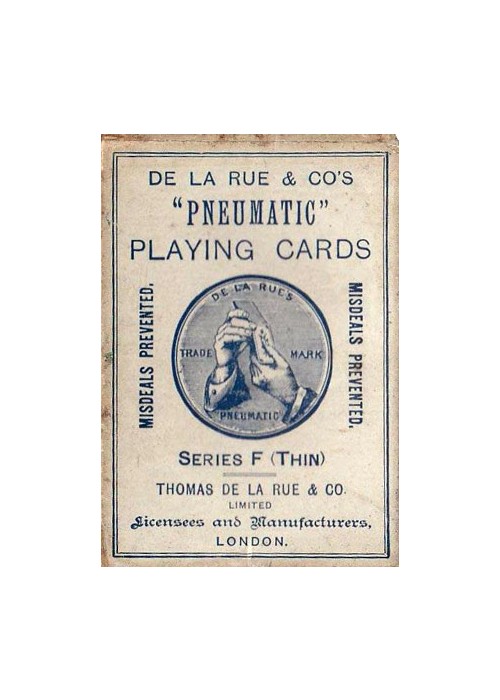 DE LA RUE & CO'S
"PNEUMATIC"
PLAYING CARDS
MISDEALS PREVENTED,
DE LA RUE'S
TRADE MARK
PNEUMATIC
MISDEALS PREVENTED,
SERIES F (THIN)
THOMAS DE LA RUE & CO.
LIMITED
Licensees and Manufacturers,
LONDON.